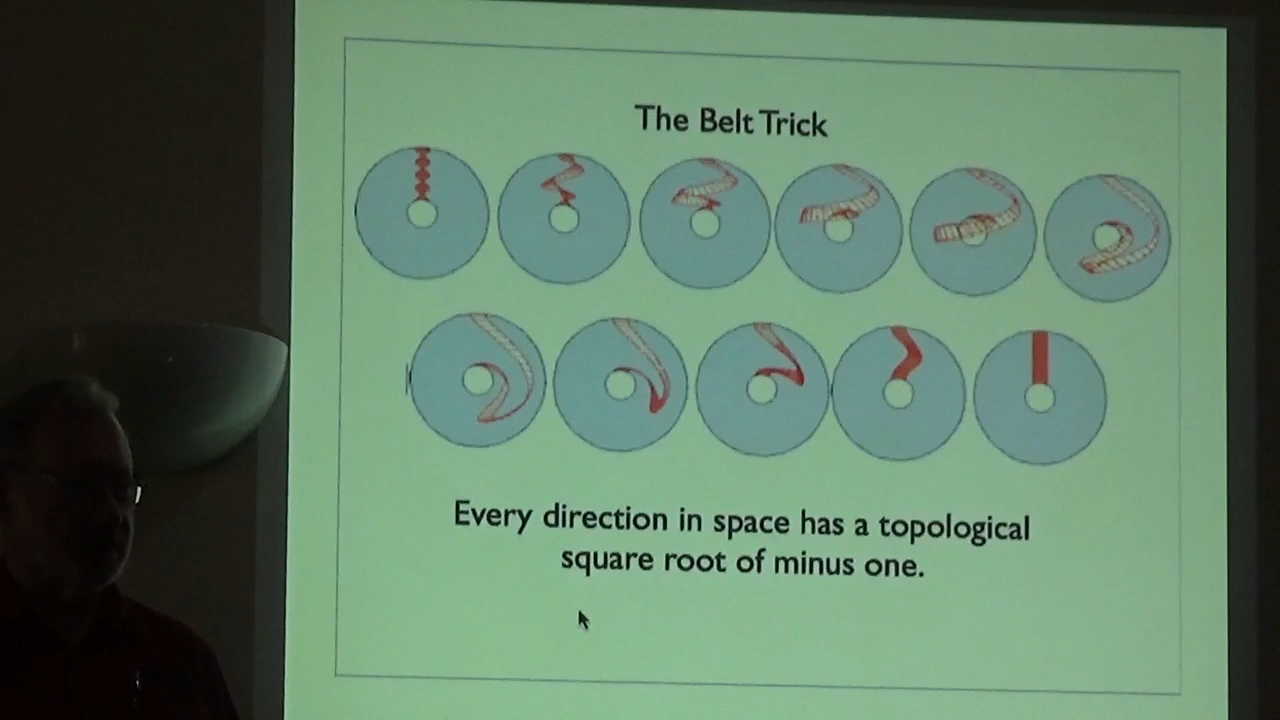 The Belt Trick
Every direction in space has a topological
square root of minus one.